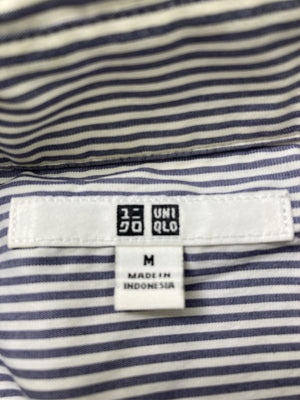 ユニ UNI
クロ QLO
M
MADE IN
INDONESIA